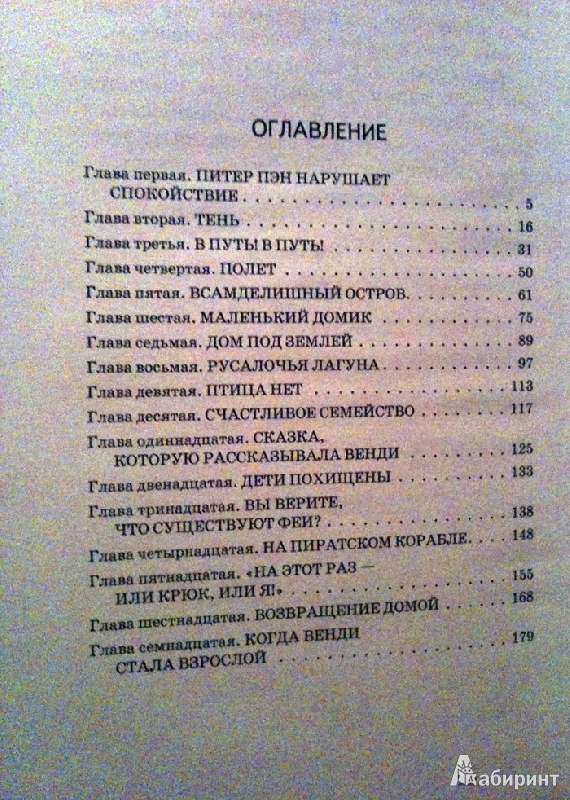 ОГЛАВЛЕНИЕ
Глава первая. ПИТЕР ПЭН НАРУШАЕТ
СПОКОЙСТВИЕ . . . . . . . . . . . . . . . . . . . . 5
Глава вторая. ТЕНЬ . . . . . . . . . . . . . . . . . . . . 16
Глава третья. В ПУТЬ! В ПУТЬ! . . . . . . . . . . . . . 31
Глава четвертая. ПОЛЕТ . . . . . . . . . . . . . . . . . 50
Глава пятая. ВСАМДЕЛИШНЫЙ ОСТРОВ. . . . . . . . 61
Глава шестая. МАЛЕНЬКИЙ ДОМИК . . . . . . . . . . 75
Глава седьмая. ДОМ ПОД ЗЕМЛЕЙ . . . . . . . . . . . 89
Глава восьмая. РУСАЛОЧЬЯ ЛАГУНА. . . . . . . . . . 97
Глава девятая. ПТИЦА НЕТ . . . . . . . . . . . . . . . 113
Глава десятая. СЧАСТЛИВОЕ СЕМЕЙСТВО . . . . . . . 117
Глава одиннадцатая. СКАЗКА,
КОТОРУЮ РАССКАЗЫВАЛА ВЕНДИ . . . . . . . . 125
Глава двенадцатая. ДЕТИ ПОХИЩЕНЫ . . . . . . . . 133
Глава тринадцатая. ВЫ ВЕРИТЕ,
ЧТО СУЩЕСТВУЮТ ФЕИ? . . . . . . . . . . . . . 138
Глава четырнадцатая. НА ПИРАТСКОМ КОРАБЛЕ. . . . 148
Глава пятнадцатая. «НА ЭТОТ РАЗ —
ИЛИ КРЮК, ИЛИ Я!» . . . . . . . . . . . . . . . 155
Глава шестнадцатая. ВОЗВРАЩЕНИЕ ДОМОЙ . . . . . 168
Глава семнадцатая. КОГДА ВЕНДИ
СТАЛА ВЗРОСЛОЙ . . . . . . . . . . . . . . . . . 179
Лабиринт